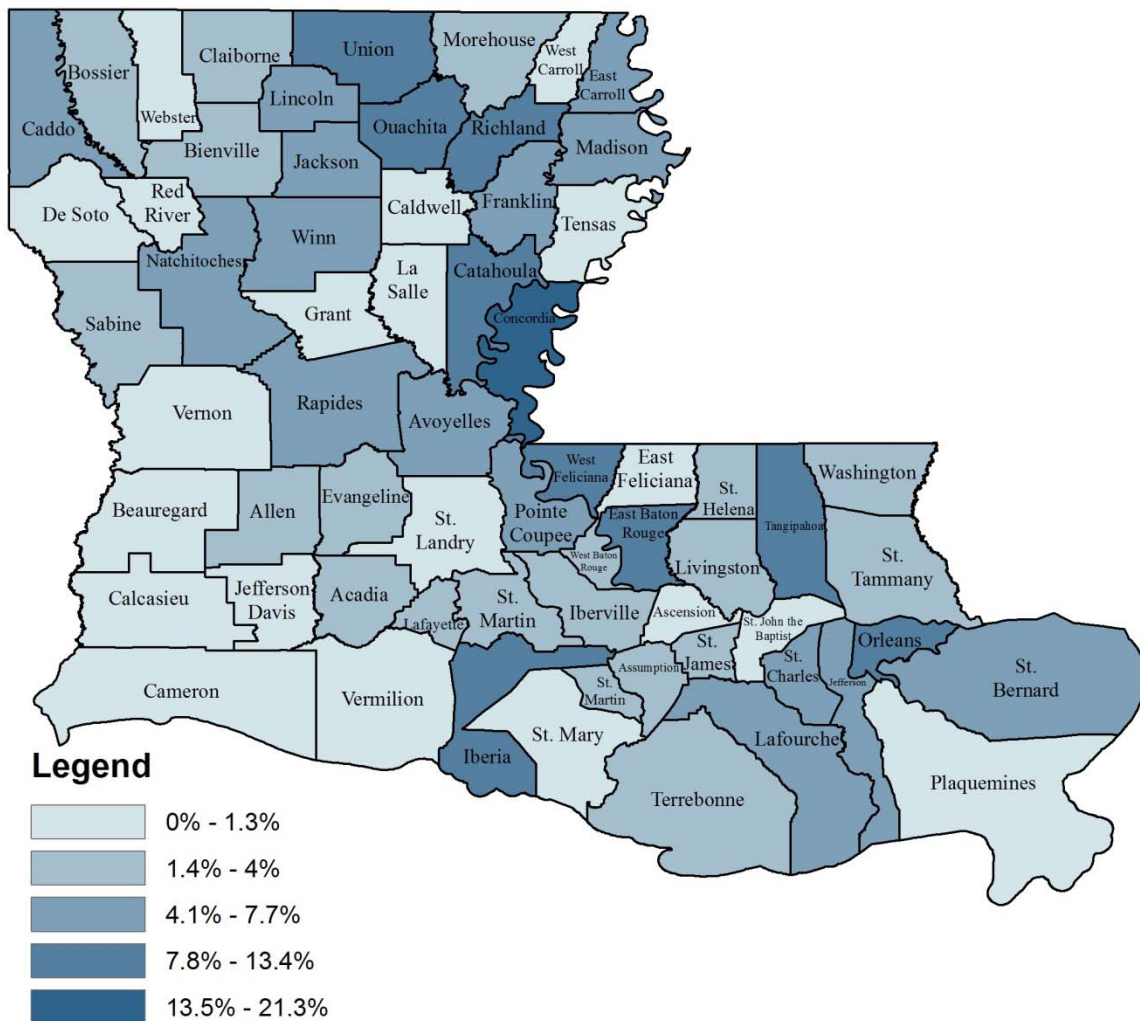 Union
Morehouse
West
Carroll
Claiborne
Bossier
East
Carroll
Lincoln
Webster
Caddo
Ouachita
Richland
Madison
Bienville
Jackson
Red
River
Franklin
Caldwell
De Soto
Tensas
Winn
Natchitoches
La
Salle
Catahoula
Grant
Concordia
Sabine
Rapides
Vernon
Avoyelles
West
Feliciana
East
Feliciana
St.
Helena
Washington
Evangeline
Beauregard
Allen
St.
Landry
Pointe
Coupee
East Baton
Rouge
Tangipahoa
West Baton
Rouge
Livingston
St.
Tammany
Calcasieu
Jefferson
Davis
Acadia
Lafayette
St.
Martin
Iberville
Ascension
St. John the
Baptist
Orleans
St.
James
Assumption
St.
Charles
Jefferson
St.
Bernard
St.
Martin
Cameron
Vermilion
St. Mary
Iberia
Lafourche
Terrebonne
Plaquemines
Legend
0% - 1.3%
1.4% - 4%
4.1% - 7.7%
7.8% - 13.4%
13.5% - 21.3%